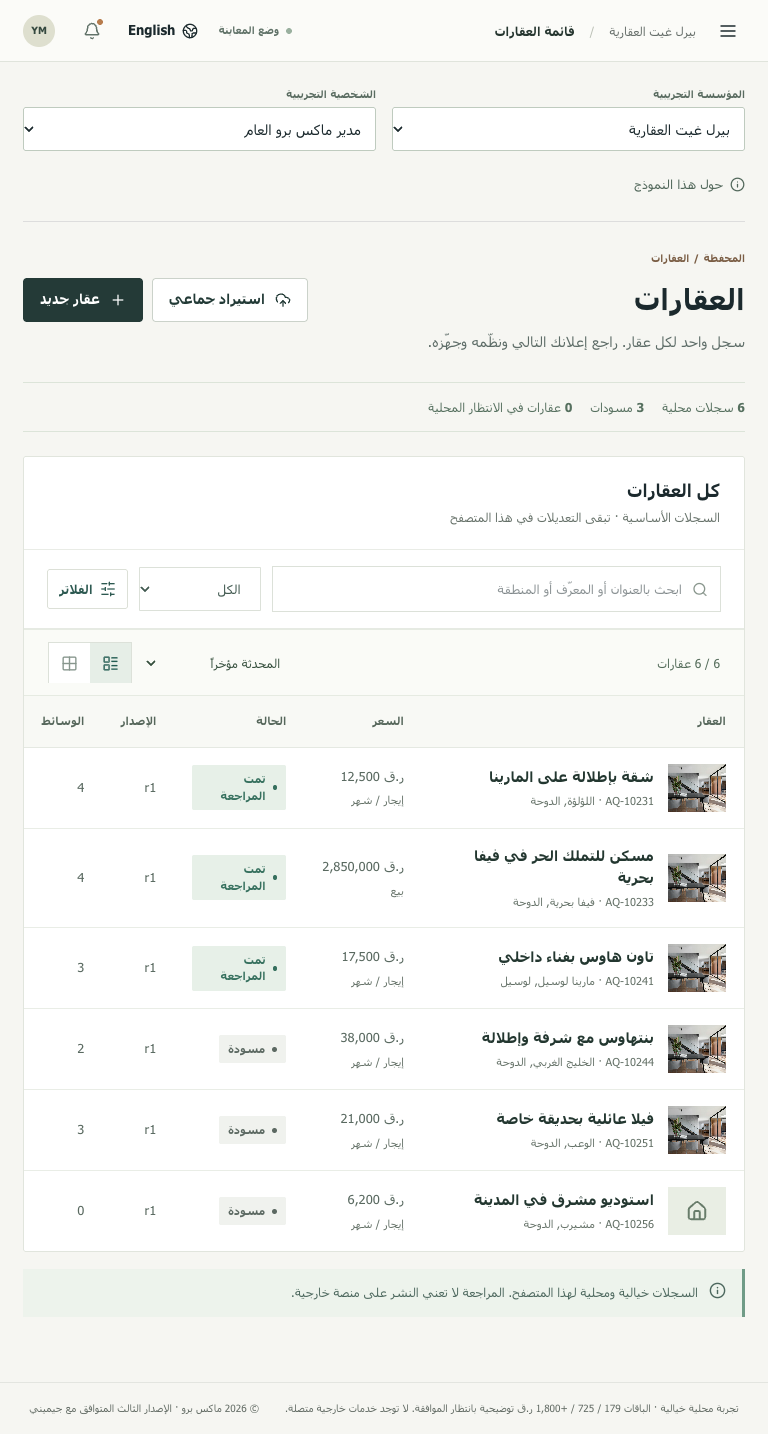 بيرل غيت العقارية / قائمة العقارات
وضع المعاينة
English
YM
المؤسسة التجريبية
بيرل غيت العقارية
الشخصية التجريبية
مدير ماكس برو العام
حول هذا النموذج
المحفظة / العقارات
العقارات
سجل واحد لكل عقار. راجع إعلانك التالي ونظّمه وجهّزه.
استيراد جماعي
عقار جديد
6 سجلات محلية
3 مسودات
0 عقارات في الانتظار المحلية
كل العقارات
السجلات الأساسية · تبقى التعديلات في هذا المتصفح
ابحث بالعنوان أو المعرّف أو المنطقة
الكل
الفلاتر
6 / 6 عقارات
المحدثة مؤخراً
العقار السعر الحالة الإصدار الوسائط
شقة بإطلالة على المارينا
AQ-10231 · اللؤلؤة, الدوحة
ر.ق 12,500
إيجار / شهر
تمت
المراجعة
r1
4
مسكن للتملك الحر في فيفا
بحرية
AQ-10233 · فيفا بحرية, الدوحة
ر.ق 2,850,000
بيع
تمت
المراجعة
r1
4
تاون هاوس بفناء داخلي
AQ-10241 · مارينا لوسيل, لوسيل
ر.ق 17,500
إيجار / شهر
تمت
المراجعة
r1
3
بنتهاوس مع شرفة وإطلالة
AQ-10244 · الخليج الغربي, الدوحة
ر.ق 38,000
إيجار / شهر
مسودة
r1
2
فيلا عائلية بحديقة خاصة
AQ-10251 · الوعب, الدوحة
ر.ق 21,000
إيجار / شهر
مسودة
r1
3
استوديو مشرق في المدينة
AQ-10256 · مشيرب, الدوحة
ر.ق 6,200
إيجار / شهر
مسودة
r1
0
السجلات خيالية ومحلية لهذا المتصفح. المراجعة لا تعني النشر على منصة خارجية.
تجربة محلية خيالية · الباقات 179 / 725 / +1,800 ر.ق توضيحية بانتظار الموافقة. لا توجد خدمات خارجية متصلة.
© 2026 ماكس برو · الإصدار الثالث المتوافق مع جيميني